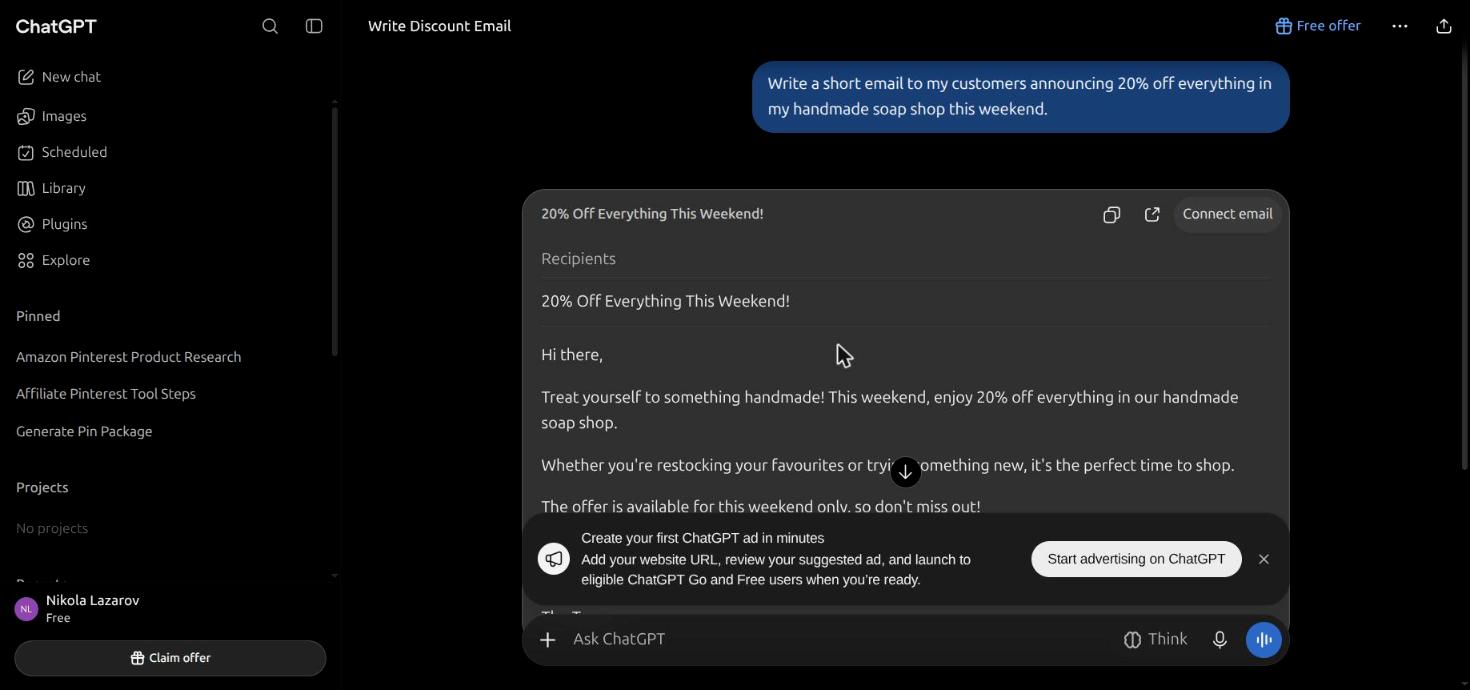 ChatGPT
New chat
Images
Scheduled
Library
Plugins
Explore
Pinned
Amazon Pinterest Product Research
Affiliate Pinterest Tool Steps
Generate Pin Package
Projects
No projects
NL
Nikola Lazarov
Free
Claim offer
Write Discount Email
Free offer
Write a short email to my customers announcing 20% off everything in
my handmade soap shop this weekend.
20% Off Everything This Weekend!
Connect email
Recipients
20% Off Everything This Weekend!
Hi there,
Treat yourself to something handmade! This weekend, enjoy 20% off everything in our handmade
soap shop.
Whether you're restocking your favourites or it's the perfect time to shop.
The offer is available for this weekend only, so don't miss out!
Create your first ChatGPT ad in minutes
Add your website URL, review your suggested ad, and launch to
eligible ChatGPT Go and Free users when you're ready.
Start advertising on ChatGPT
Ask ChatGPT
Think